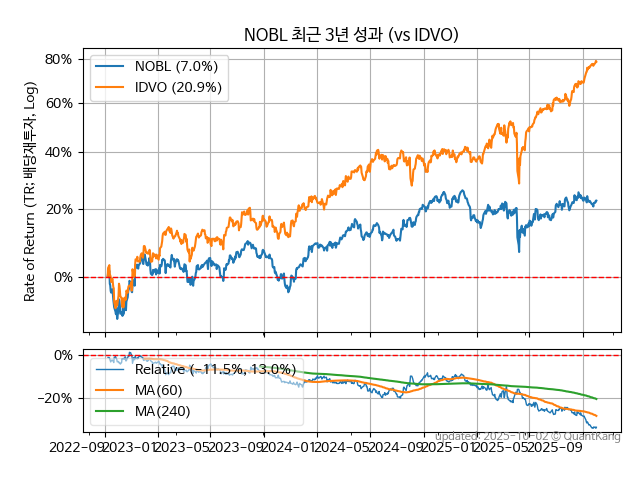 NOBL 최근 3년 성과 (vs IDVO)
Rate of Return (TR: 배당재투자, Log)
80%
60%
40%
20%
0%
NOBL (7.0%)
IDVO (20.9%)
0%
−20%
Relative (−11.5%, 13.0%)
MA(60)
MA(240)
2022-09 2023-01 2023-05 2023-09 2024-01 2024-05 2024-09 2025-01 2025-05 2025-09
updated: 2025-10-02 © QuantKang